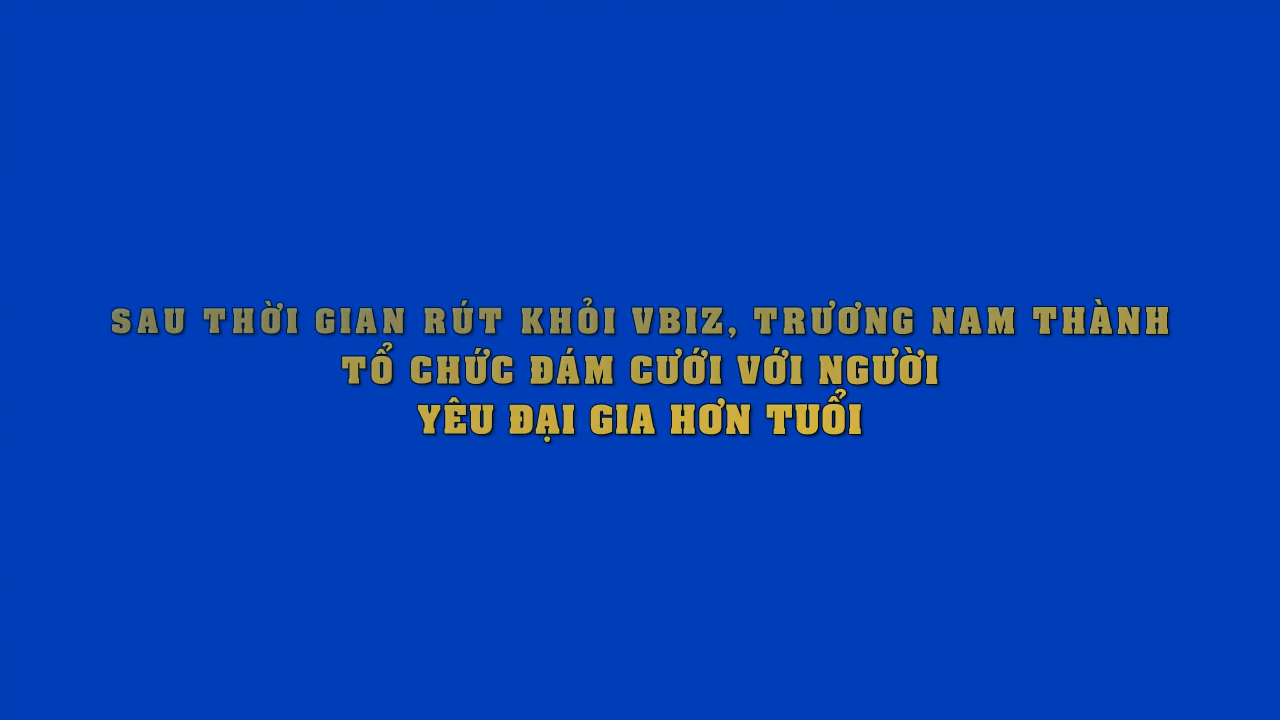 SAU THỜI GIAN RÚT KHỎI VBIZ, TRƯƠNG NAM THÀNH
TỔ CHỨC ĐÁM CƯỚI VỚI NGƯỜI
YÊU ĐẠI GIA HƠN TUỔI